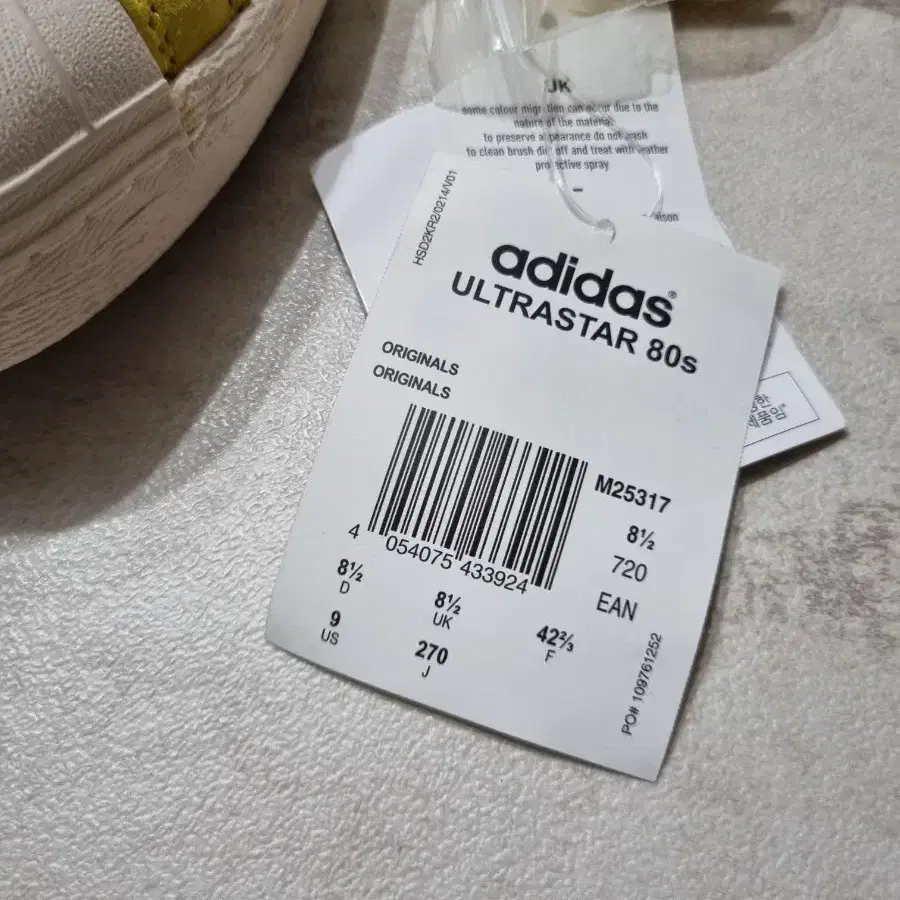 UK
some colour migration can occur due to the
nature of the material
to preserve appearance do not wash
to clean brush dirt off and treat with leather
protective spray
-
HSD2KR2/0214/V01
adidas®
ULTRASTAR 80s
ORIGINALS
ORIGINALS
M25317
8½
720
EAN
4 054075 433924
8½
D
8½
UK
42⅔
F
9
US
270
J
PO# 109761252